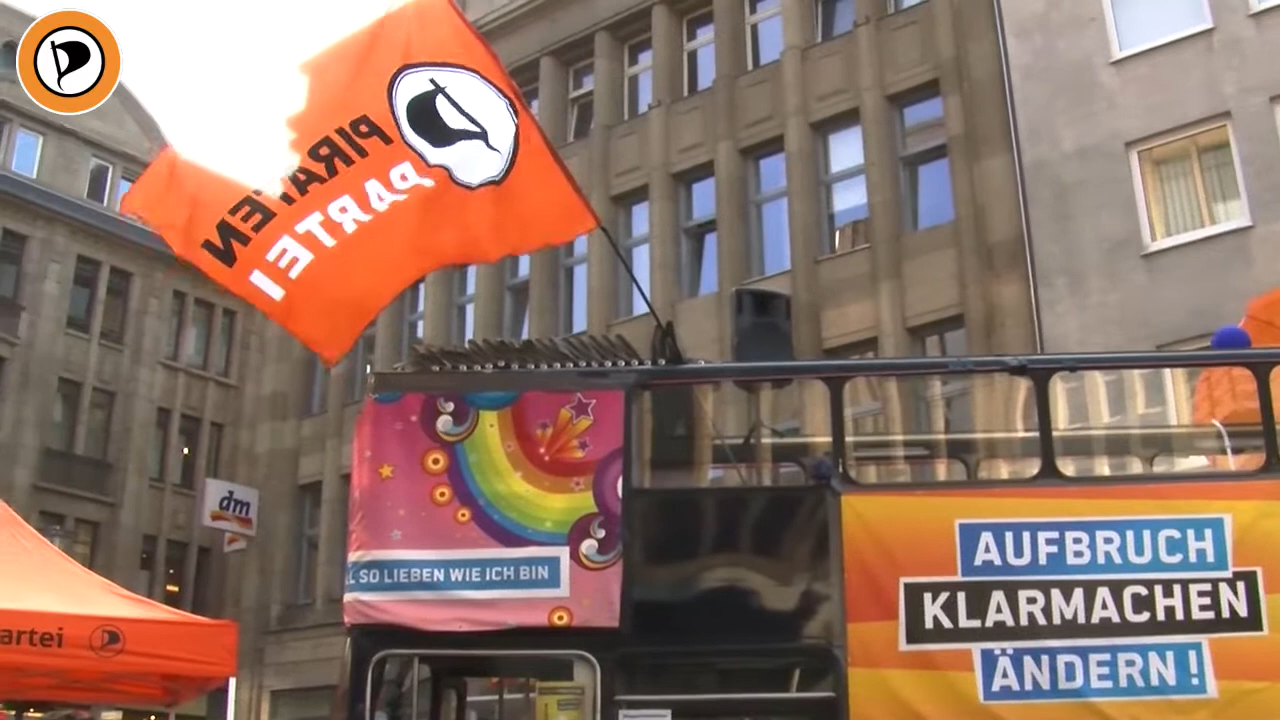 PIRATEN
PARTEI
dm
L SO LIEBEN WIE ICH BIN
artei
AUFBRUCH
KLARMACHEN
ÄNDERN!